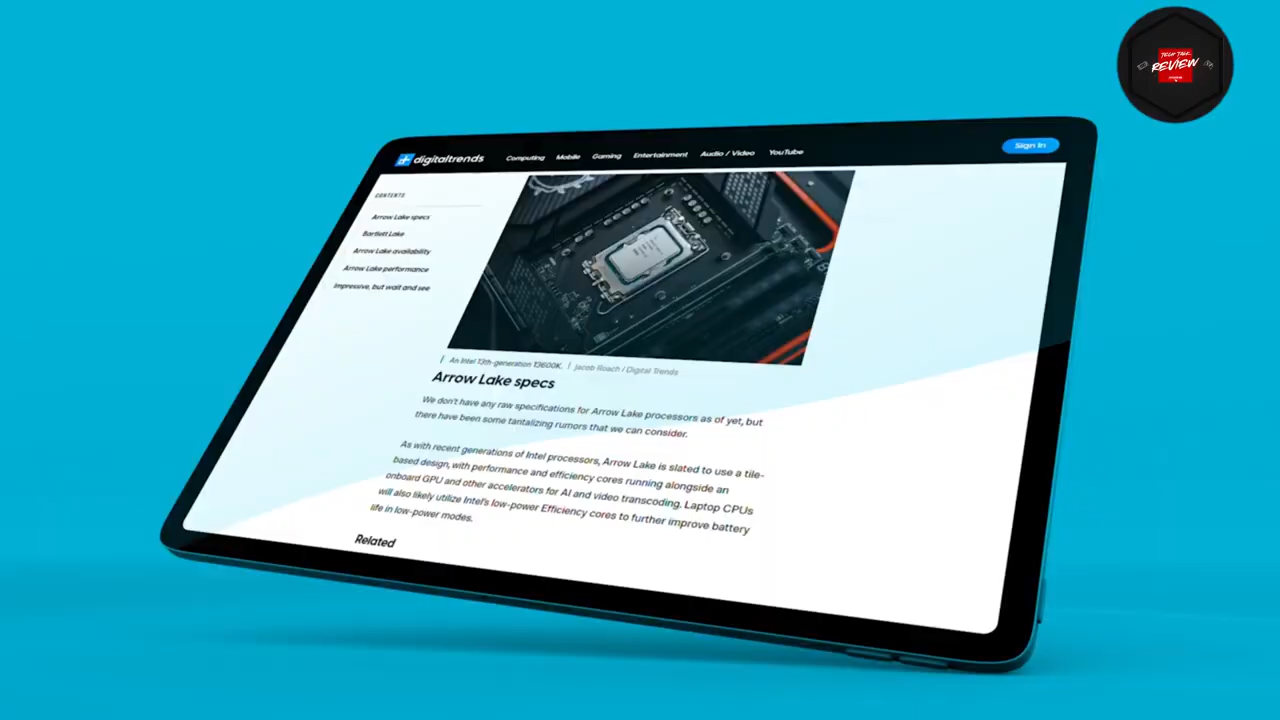 TECH TALK
REVIEW
digitaltrends
Computing Mobile Gaming Entertainment Audio / Video YouTube
Sign In
CONTENTS
Arrow Lake specs
Bartlett Lake
Arrow Lake availability
Arrow Lake performance
Impressive, but wait and see
An Intel 13th-generation 13600K. | Jacob Roach / Digital Trends
Arrow Lake specs
We don't have any raw specifications for Arrow Lake processors as of yet, but
there have been some tantalizing rumors that we can consider.
As with recent generations of Intel processors, Arrow Lake is slated to use a tile-
based design, with performance and efficiency cores running alongside an
onboard GPU and other accelerators for AI and video transcoding. Laptop CPUs
will also likely utilize Intel's low-power Efficiency cores to further improve battery
life in low-power modes.
Related